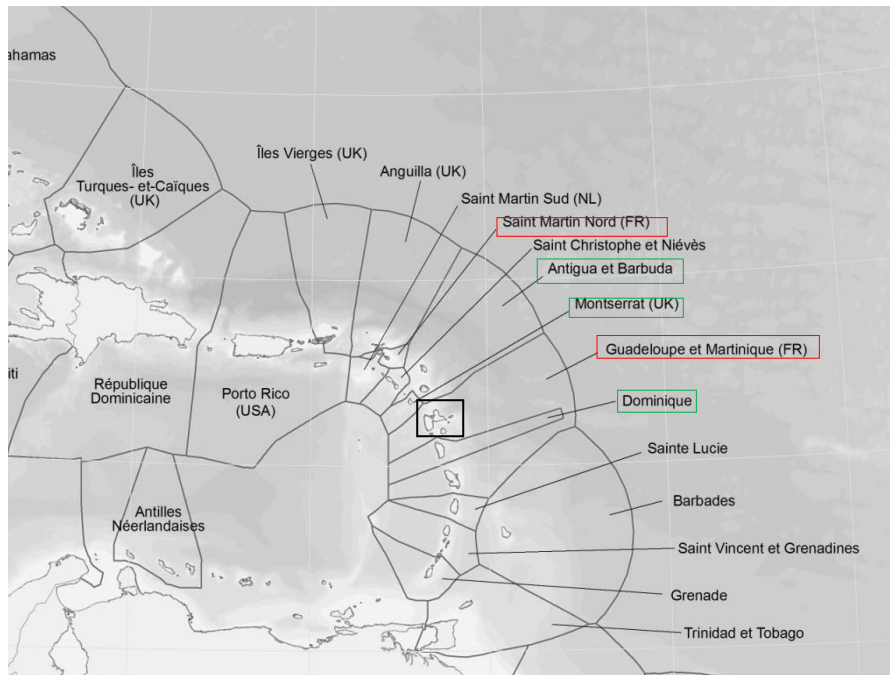 ahamas
Îles
Turques- et-Caïques
(UK)
Îles Vierges (UK)
Anguilla (UK)
Saint Martin Sud (NL)
Saint Martin Nord (FR)
Saint Christophe et Niévès
Antigua et Barbuda
Montserrat (UK)
Guadeloupe et Martinique (FR)
iti
République
Dominicaine
Porto Rico
(USA)
Dominique
Sainte Lucie
Antilles
Néerlandaises
Barbades
Saint Vincent et Grenadines
Grenade
Trinidad et Tobago